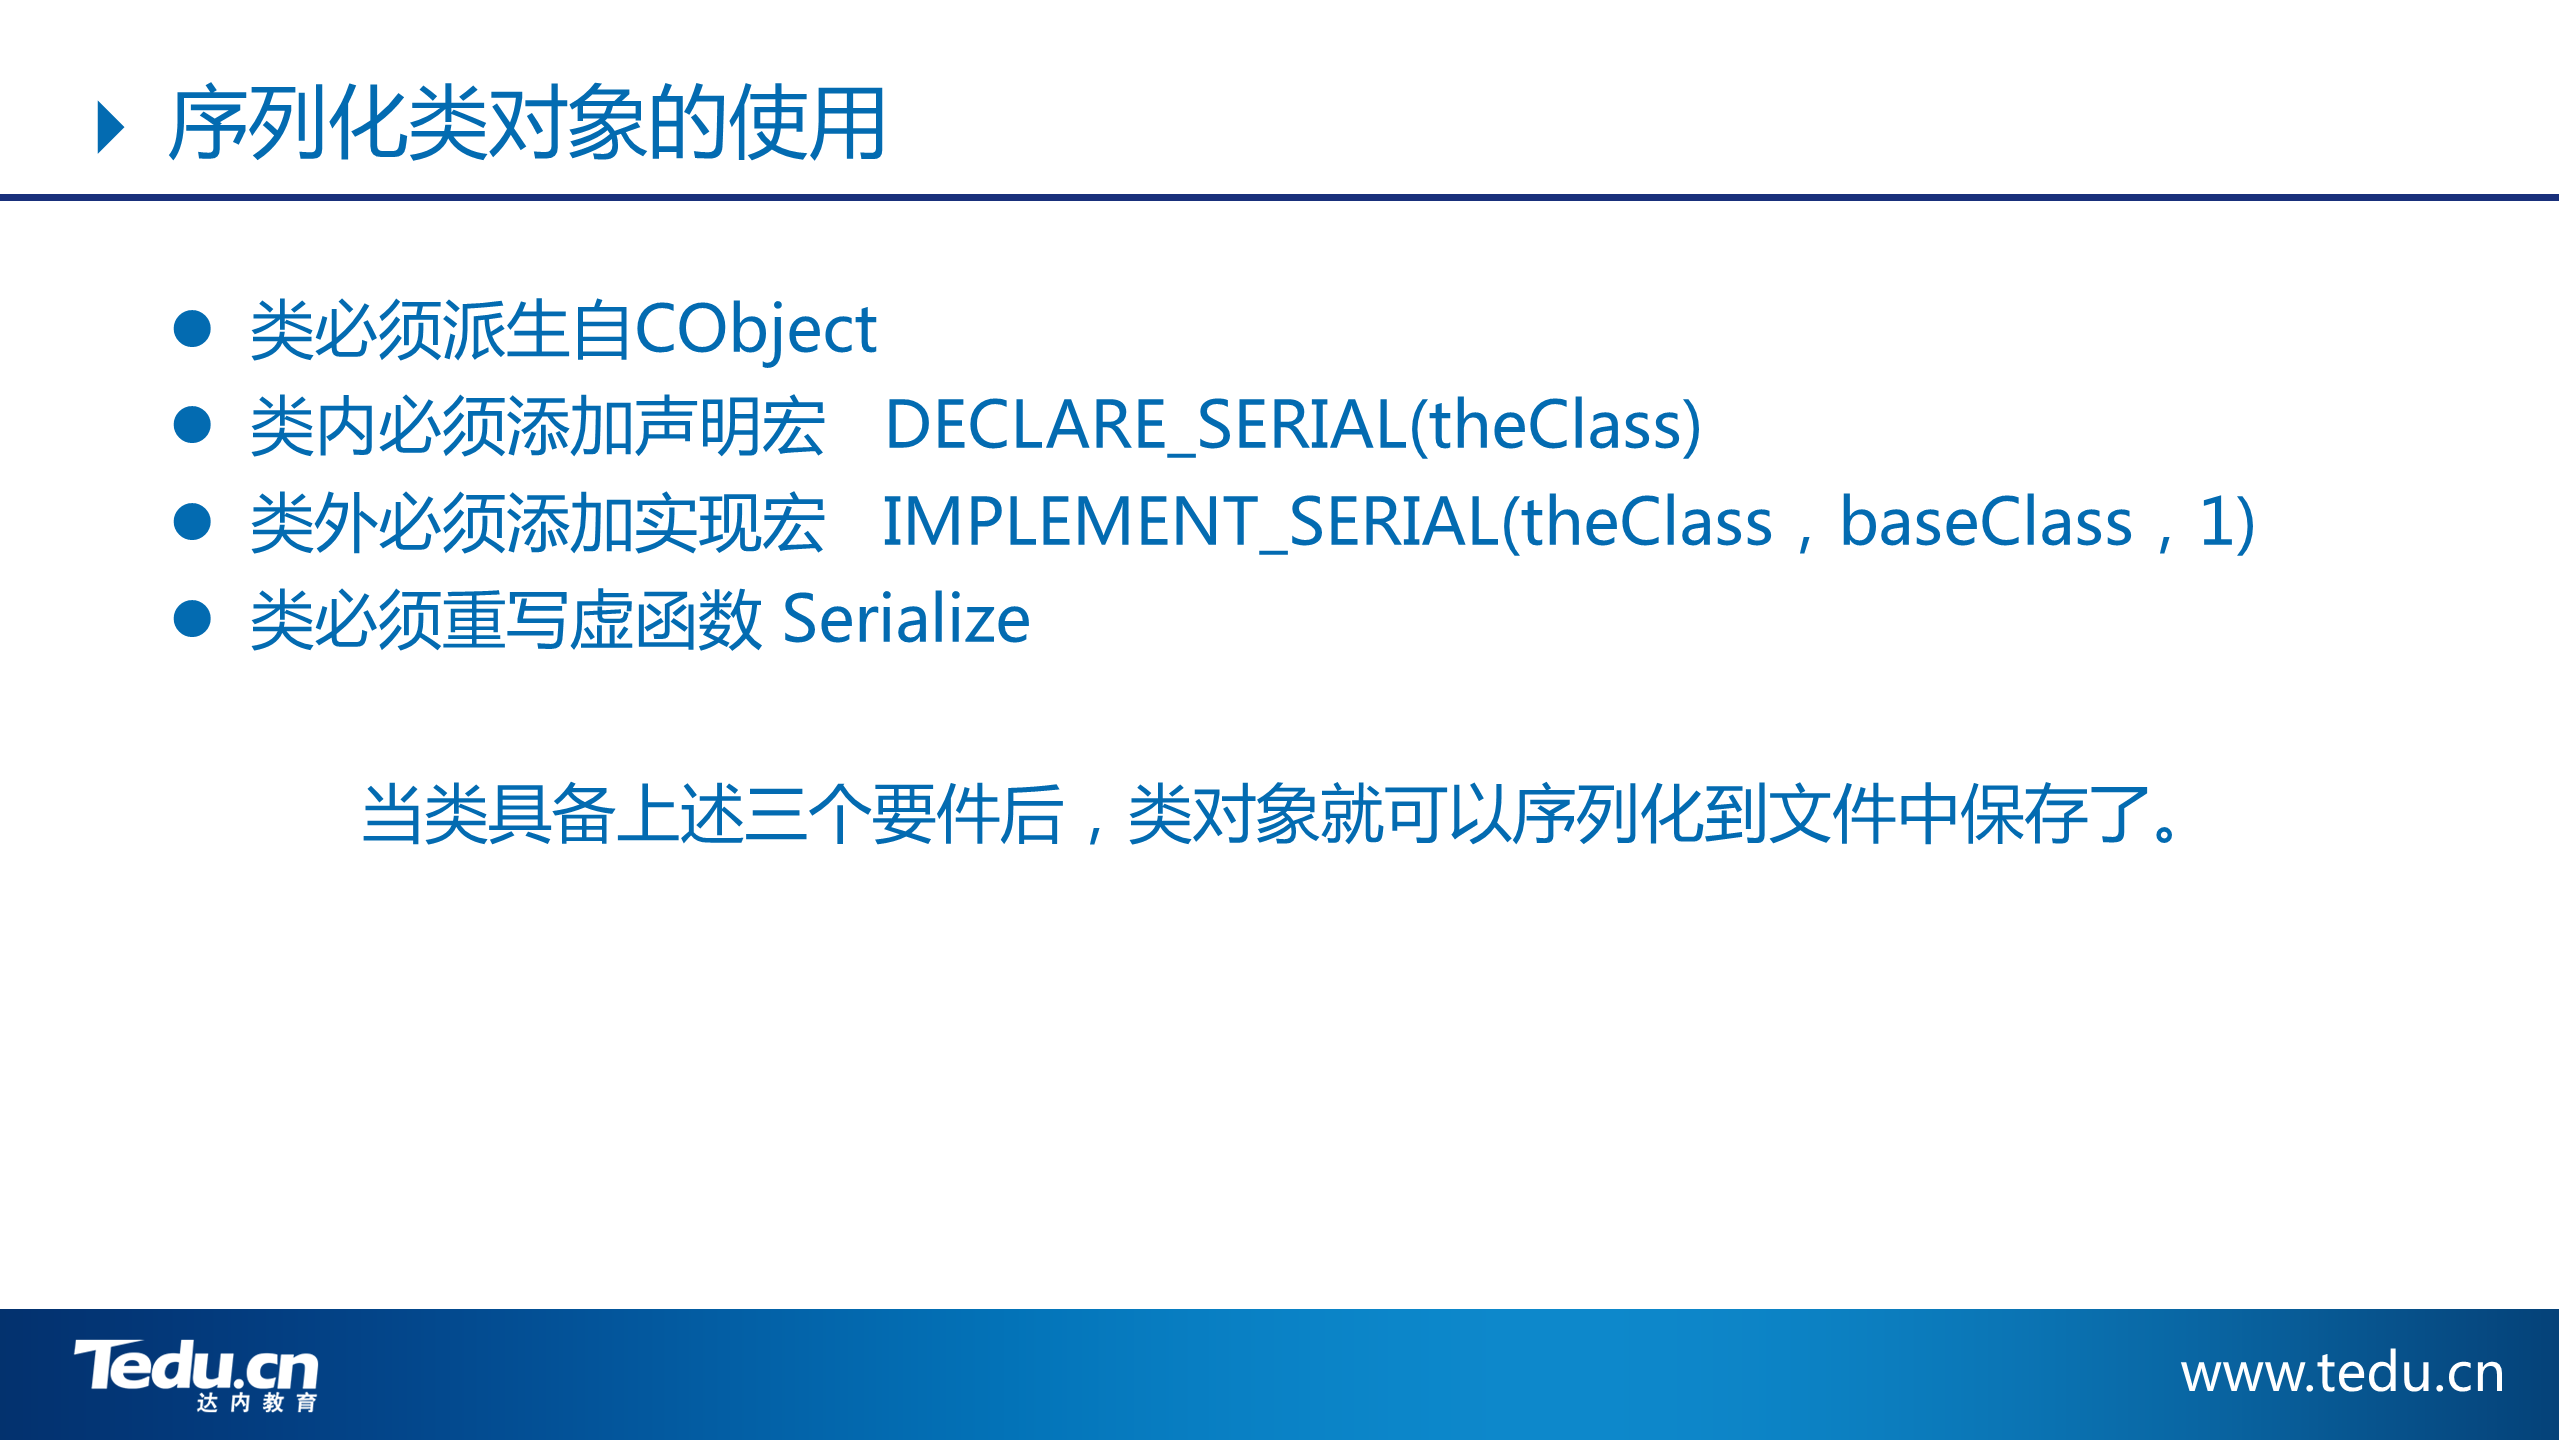 序列化类对象的使用
类必须派生自CObject
类内必须添加声明宏 DECLARE_SERIAL(theClass)
类外必须添加实现宏 IMPLEMENT_SERIAL(theClass，baseClass，1)
类必须重写虚函数 Serialize
当类具备上述三个要件后，类对象就可以序列化到文件中保存了。
Tedu.cn
达内教育
www.tedu.cn